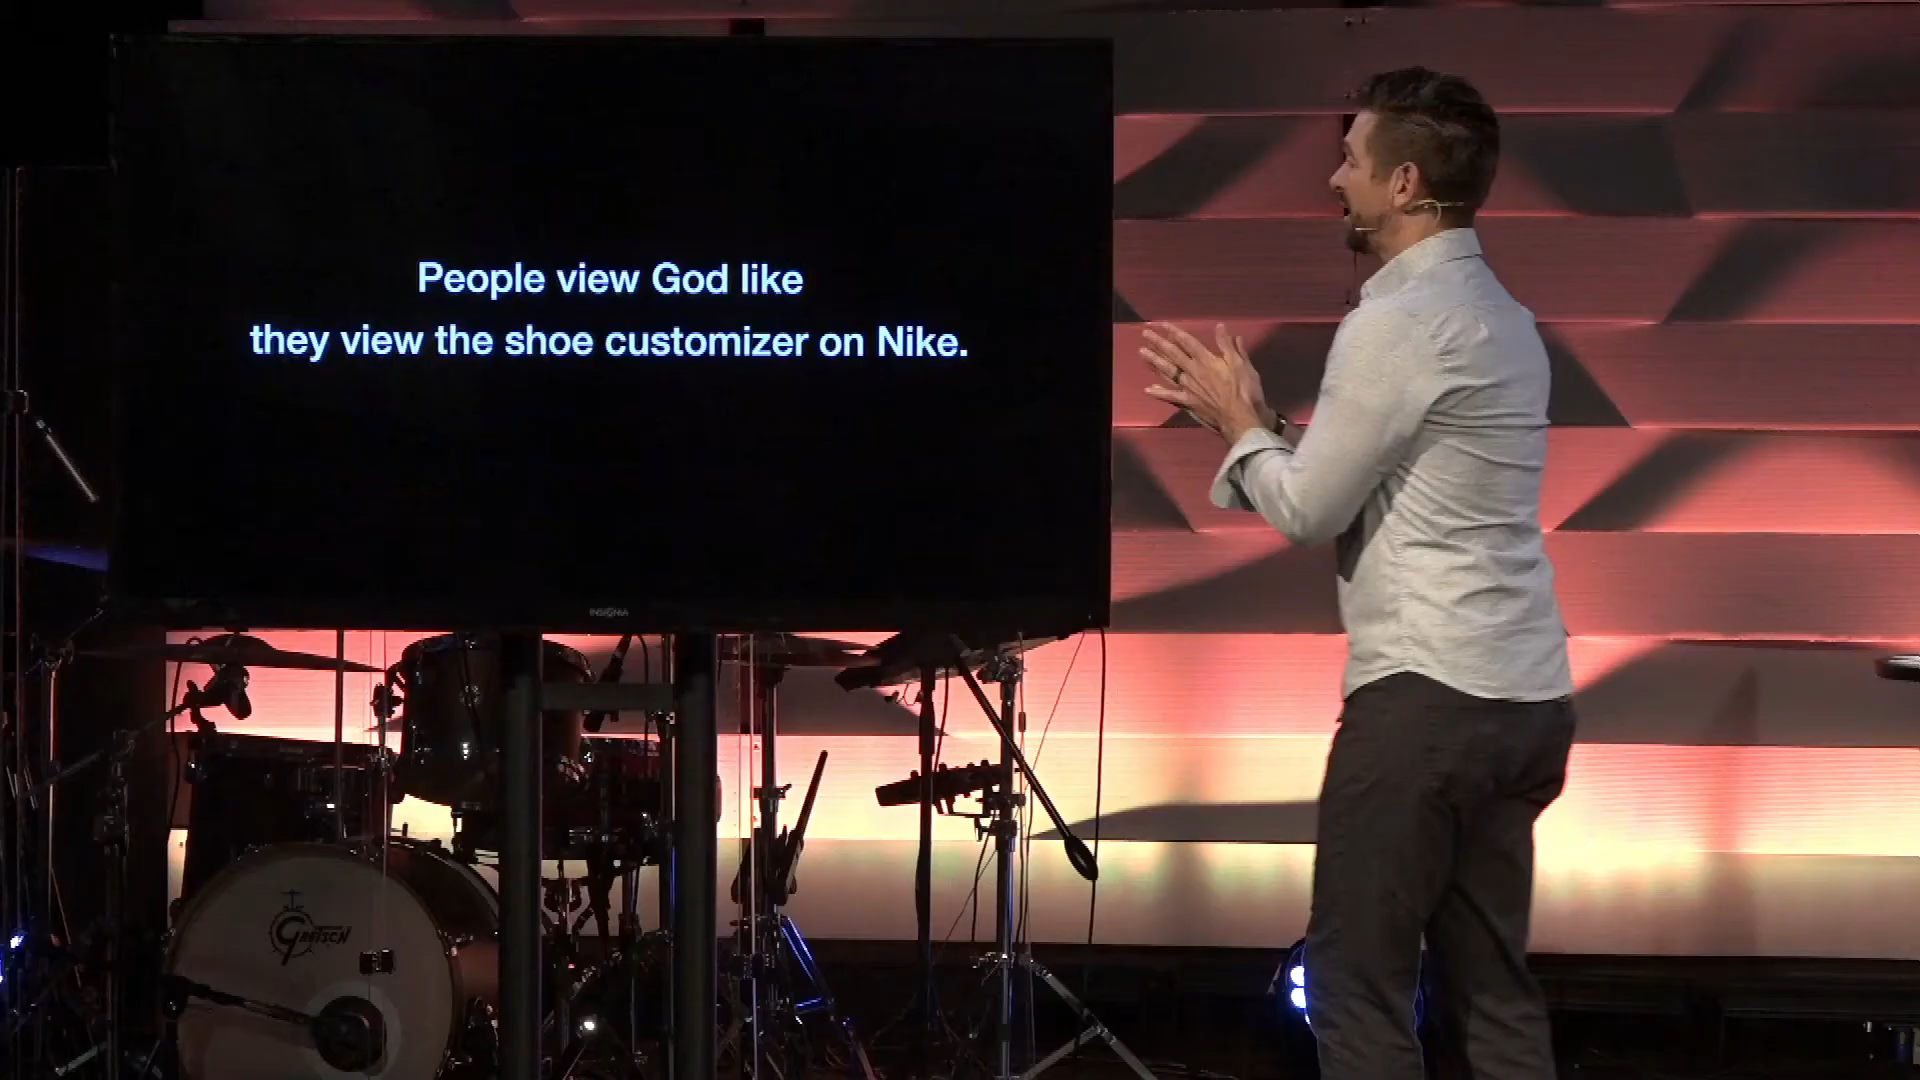 People view God like
they view the shoe customizer on Nike.
INSIGNIA
GRETSCH